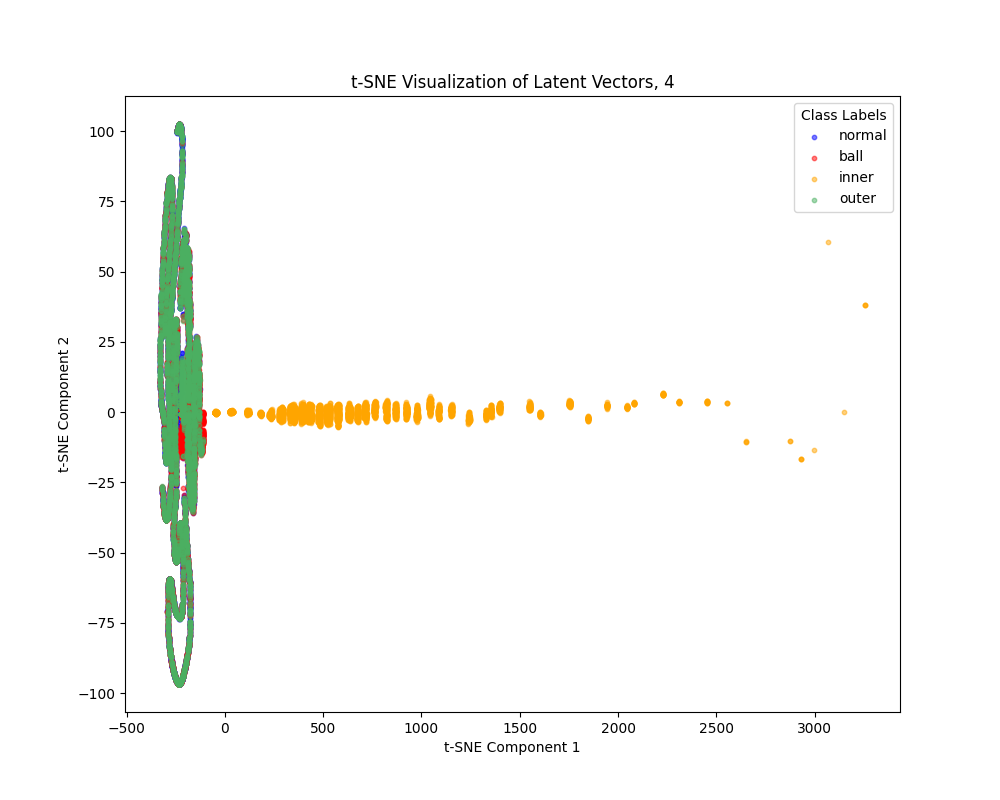 t-SNE Visualization of Latent Vectors, 4
Class Labels
normal
ball
inner
outer
t-SNE Component 2
100
75
50
25
0
−25
−50
−75
−100
−500
0
500
1000
1500
2000
2500
3000
t-SNE Component 1